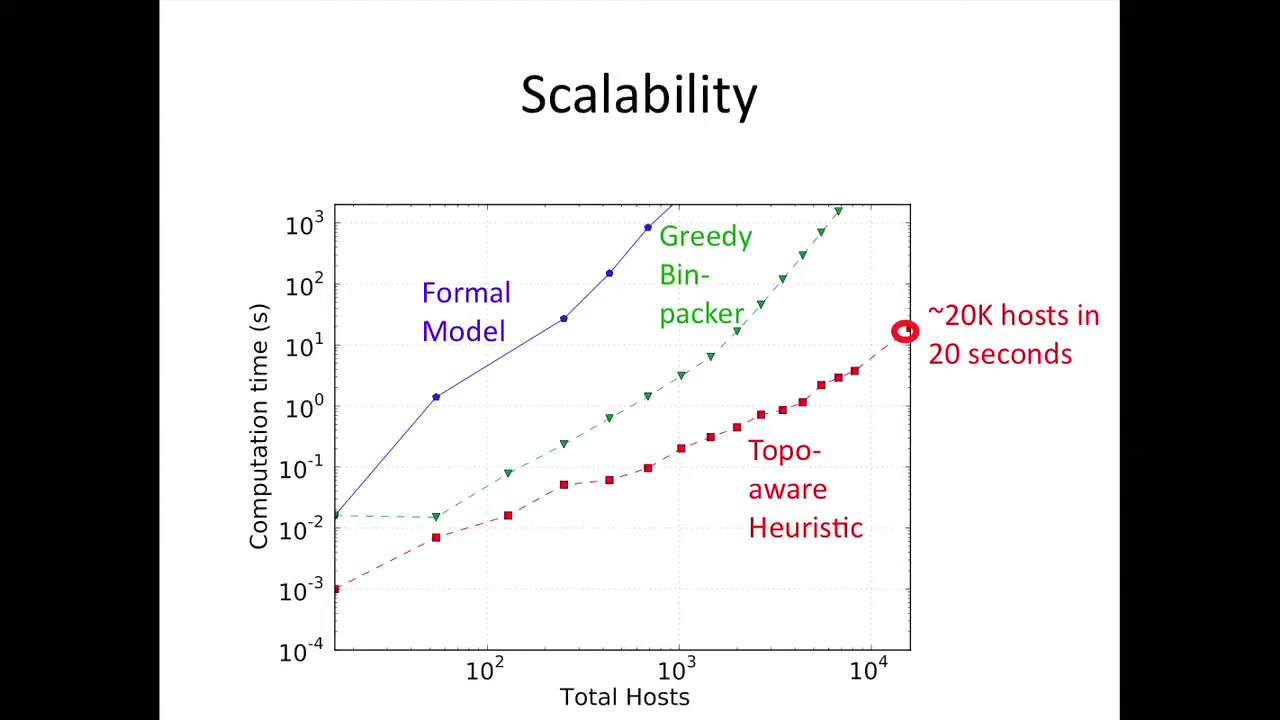 Scalability
10^3
10^2
10^1
10^0
10^-1
10^-2
10^-3
10^-4
Computation time (s)
Formal
Model
Greedy
Bin-
packer
~20K hosts in
20 seconds
Topo-
aware
Heuristic
10^2
10^3
10^4
Total Hosts